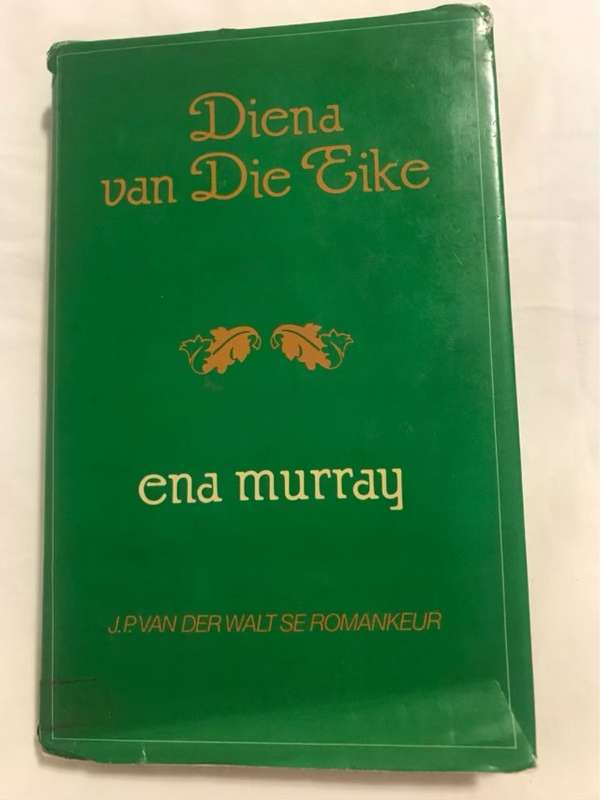 Diena
van Die Eike
ena murray
J.P. VAN DER WALT SE ROMANKEUR